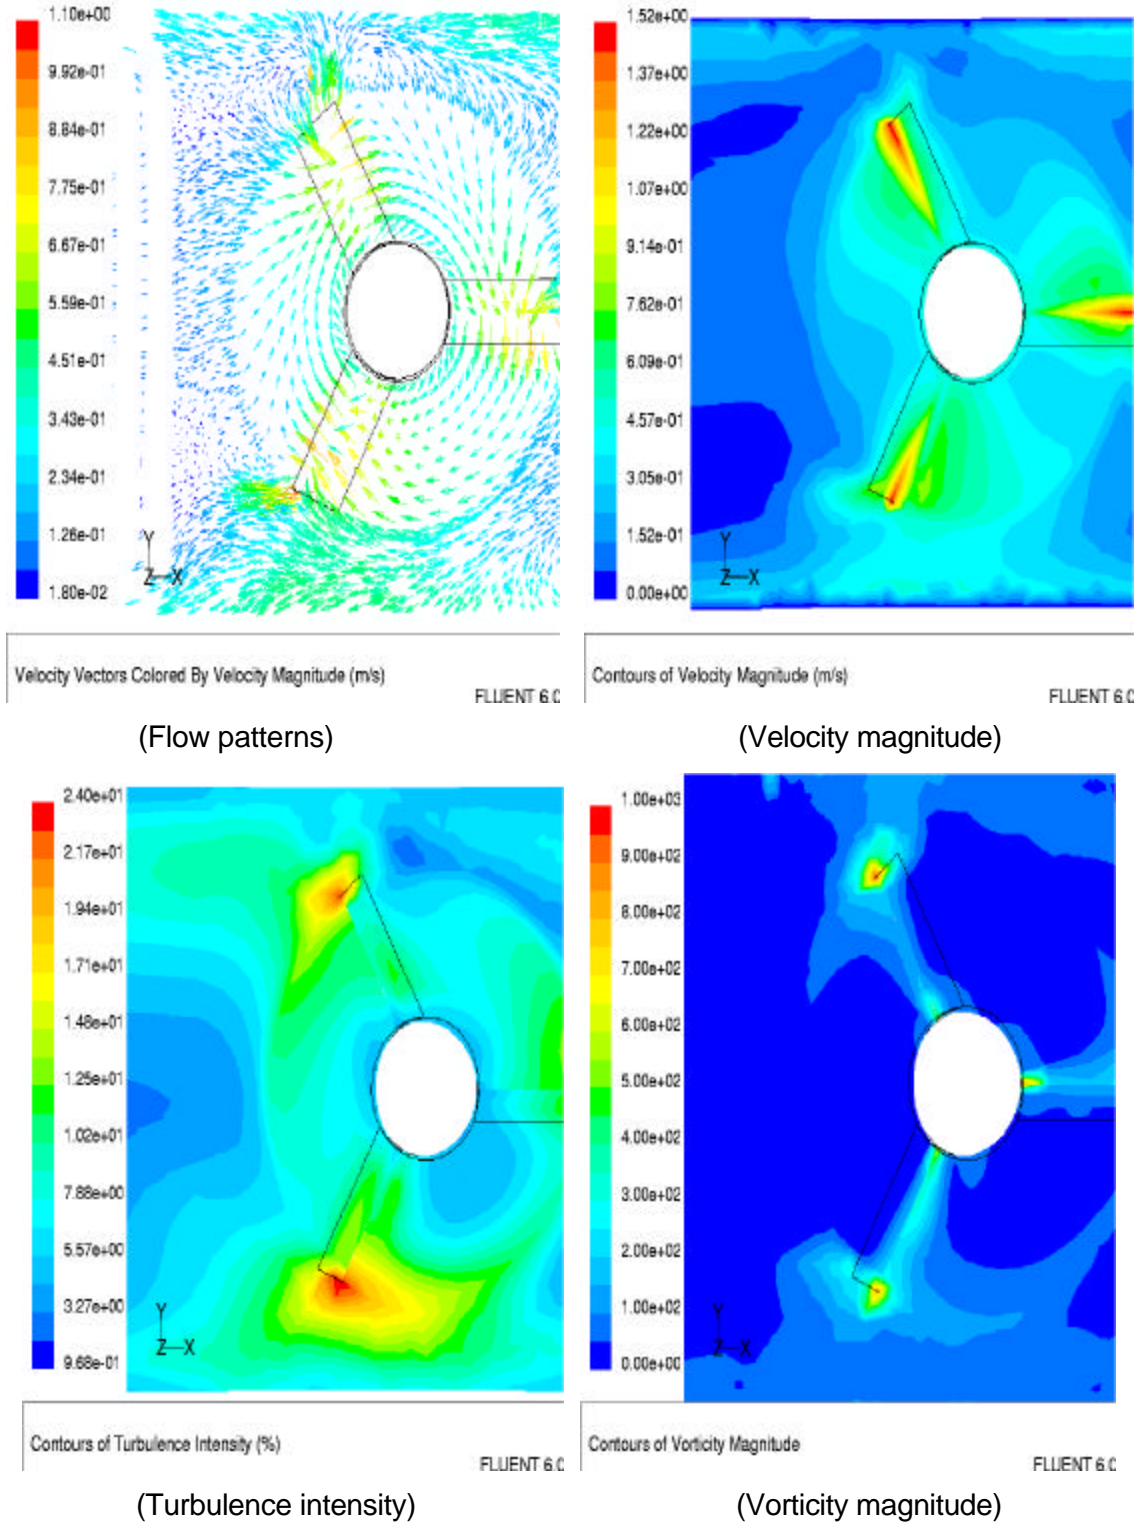 1.10e+00
9.92e-01
8.84e-01
7.75e-01
6.67e-01
5.59e-01
4.51e-01
3.43e-01
2.34e-01
1.26e-01
1.80e-02
Y
Z X
Velocity Vectors Colored By Velocity Magnitude (m/s)
FLUENT 6.0
(Flow patterns)
1.52e+00
1.37e+00
1.22e+00
1.07e+00
9.14e-01
7.62e-01
6.09e-01
4.57e-01
3.05e-01
1.52e-01
0.00e+00
Y
Z X
Contours of Velocity Magnitude (m/s)
FLUENT 6.0
(Velocity magnitude)
2.40e+01
2.17e+01
1.94e+01
1.71e+01
1.48e+01
1.25e+01
1.02e+01
7.88e+00
5.57e+00
3.27e+00
9.68e-01
Y
Z X
Contours of Turbulence Intensity (%)
FLUENT 6.0
(Turbulence intensity)
1.00e+03
9.00e+02
8.00e+02
7.00e+02
6.00e+02
5.00e+02
4.00e+02
3.00e+02
2.00e+02
1.00e+02
0.00e+00
Y
Z X
Contours of Vorticity Magnitude
FLUENT 6.0
(Vorticity magnitude)